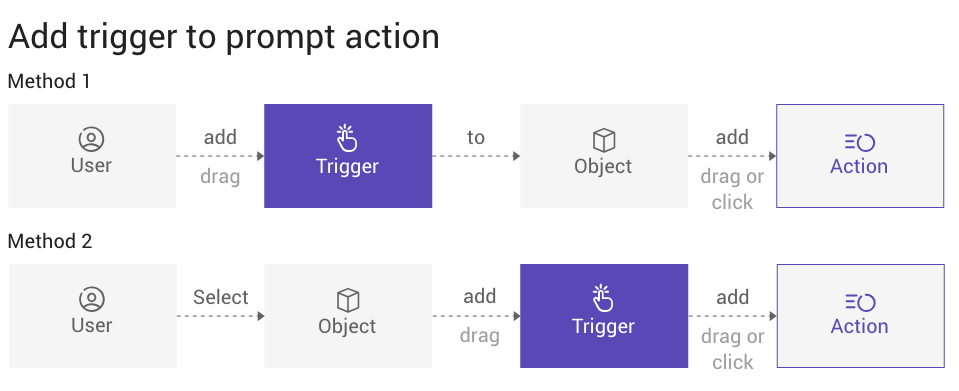 Add trigger to prompt action
Method 1
User
add
drag
Trigger
to
Object
add
drag or
click
Action
Method 2
User
Select
Object
add
drag
Trigger
add
drag or
click
Action